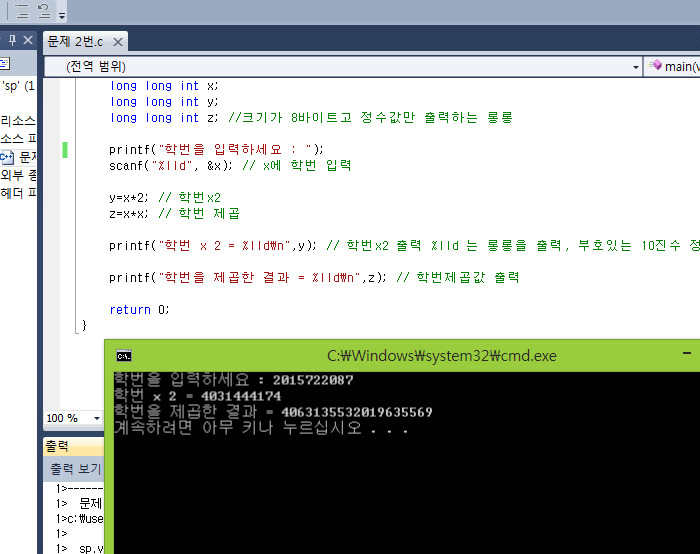 문제 2번.c
(전역 범위)
main(v
'sp' (1
리소스
소스 파
문제
외부 종
헤더 파
long long int x;
long long int y;
long long int z; //크기가 8바이트고 정수값만 출력하는 롱롱
printf("학번을 입력하세요 : ");
scanf("%lld", &x); // x에 학번 입력
y=x*2; // 학번x2
z=x*x; // 학번 제곱
printf("학번 x 2 = %lld₩n",y); // 학번x2 출력 %lld 는 롱롱을 출력, 부호있는 10진수 정
printf("학번을 제곱한 결과 = %lld₩n",z); // 학번제곱값 출력
return 0;
}
C:₩Windows₩system32₩cmd.exe
학번을 입력하세요 : 2015722087
학번 x 2 = 4031444174
학번을 제곱한 결과 = 4063135532019635569
계속하려면 아무 키나 누르십시오 . . .
100 %
출력
출력 보기
1>------
1> 문제
1>c:₩use
1>
1> sp.v